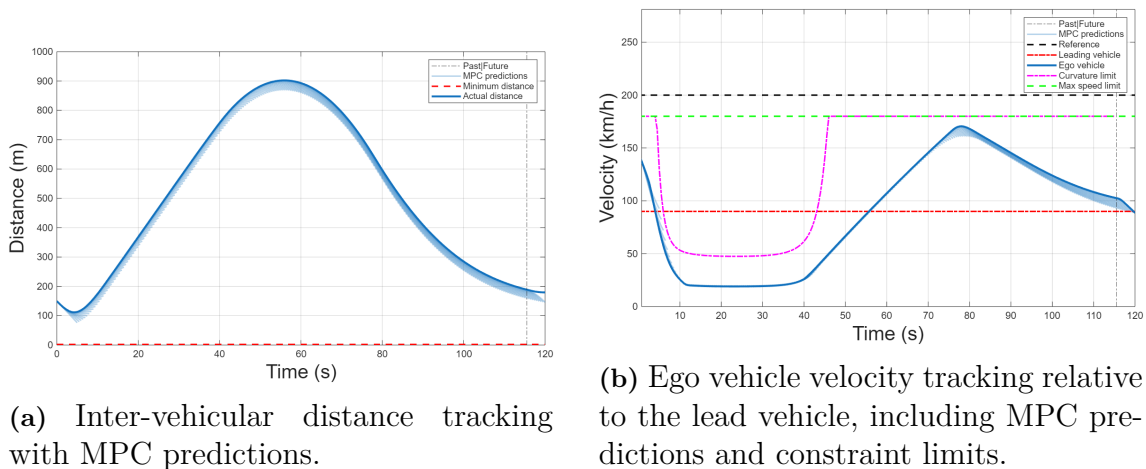 1000
900
800
700
600
500
400
300
200
100
0
0 20 40 60 80 100 120
Distance (m)
Time (s)
Past|Future
MPC predictions
Minimum distance
Actual distance
(a) Inter-vehicular distance tracking
with MPC predictions.
250
200
150
100
50
0
10 20 30 40 50 60 70 80 90 100 110 120
Velocity (km/h)
Time (s)
Past|Future
MPC predictions
Reference
Leading vehicle
Ego vehicle
Curvature limit
Max speed limit
(b) Ego vehicle velocity tracking relative
to the lead vehicle, including MPC pre-
dictions and constraint limits.